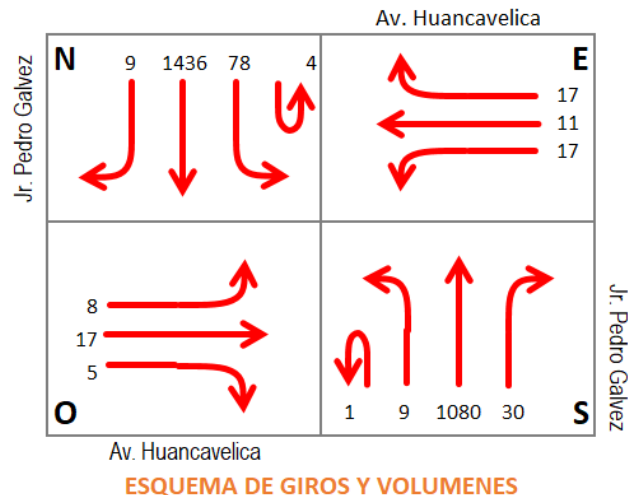 Av. Huancavelica
Jr. Pedro Galvez
N 9 1436 78 4
E
17
11
17
8
17
5
O
1 9 1080 30 S
Jr. Pedro Galvez
Av. Huancavelica
ESQUEMA DE GIROS Y VOLUMENES